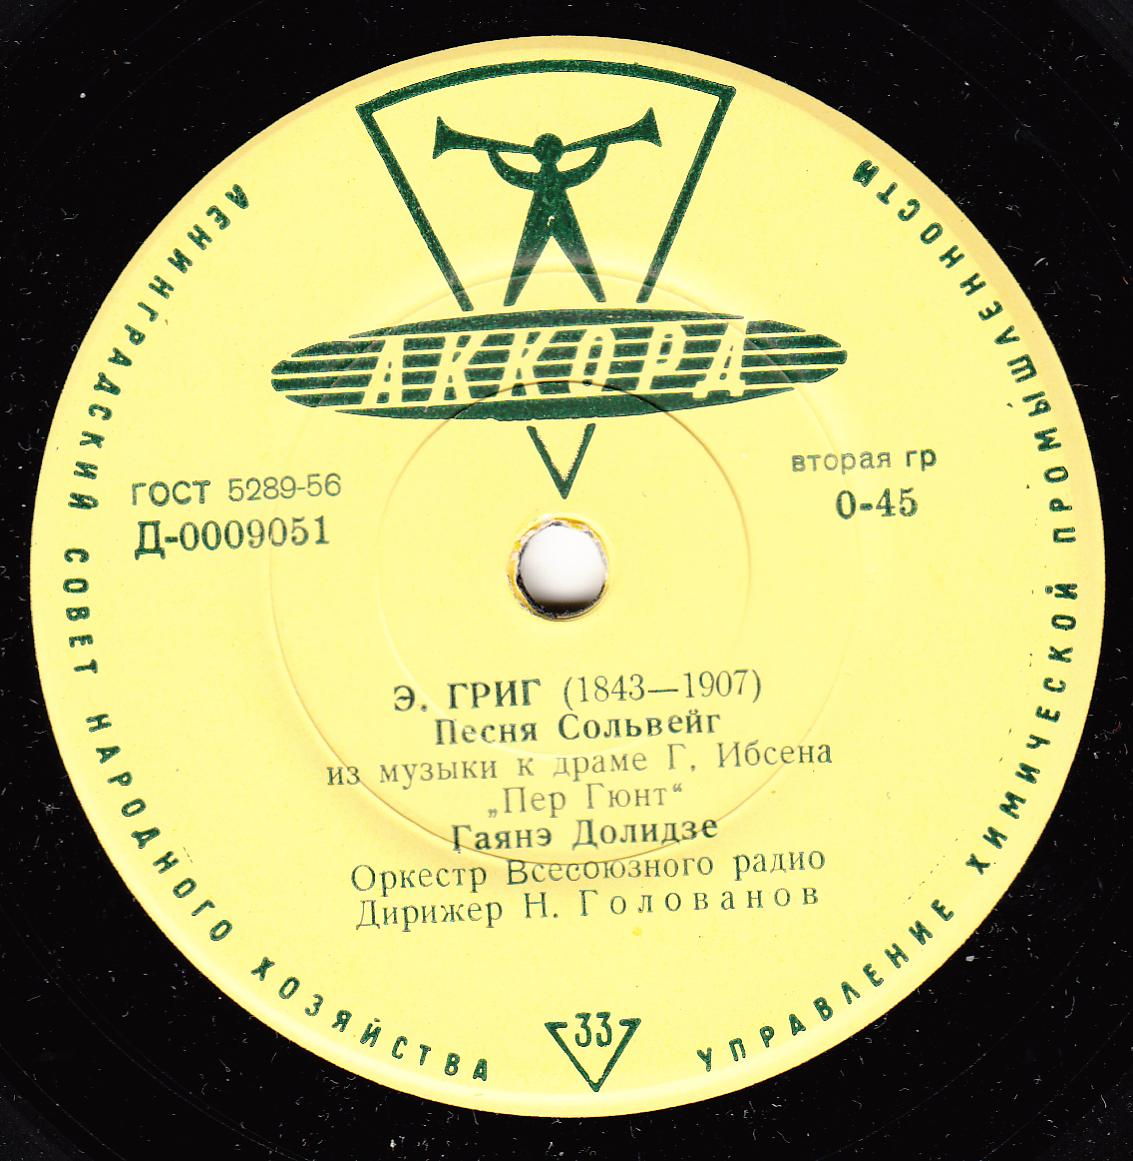 АККОРД
ЛЕНИНГРАДСКИЙ СОВЕТ НАРОДНОГО ХОЗЯЙСТВА
УПРАВЛЕНИЕ ХИМИЧЕСКОЙ ПРОМЫШЛЕННОСТИ
ГОСТ 5289-56
Д-0009051
вторая гр
0-45
Э. ГРИГ (1843—1907)
Песня Сольвейг
из музыки к драме Г. Ибсена
„Пер Гюнт“
Гаянэ Долидзе
Оркестр Всесоюзного радио
Дирижер Н. Голованов
33